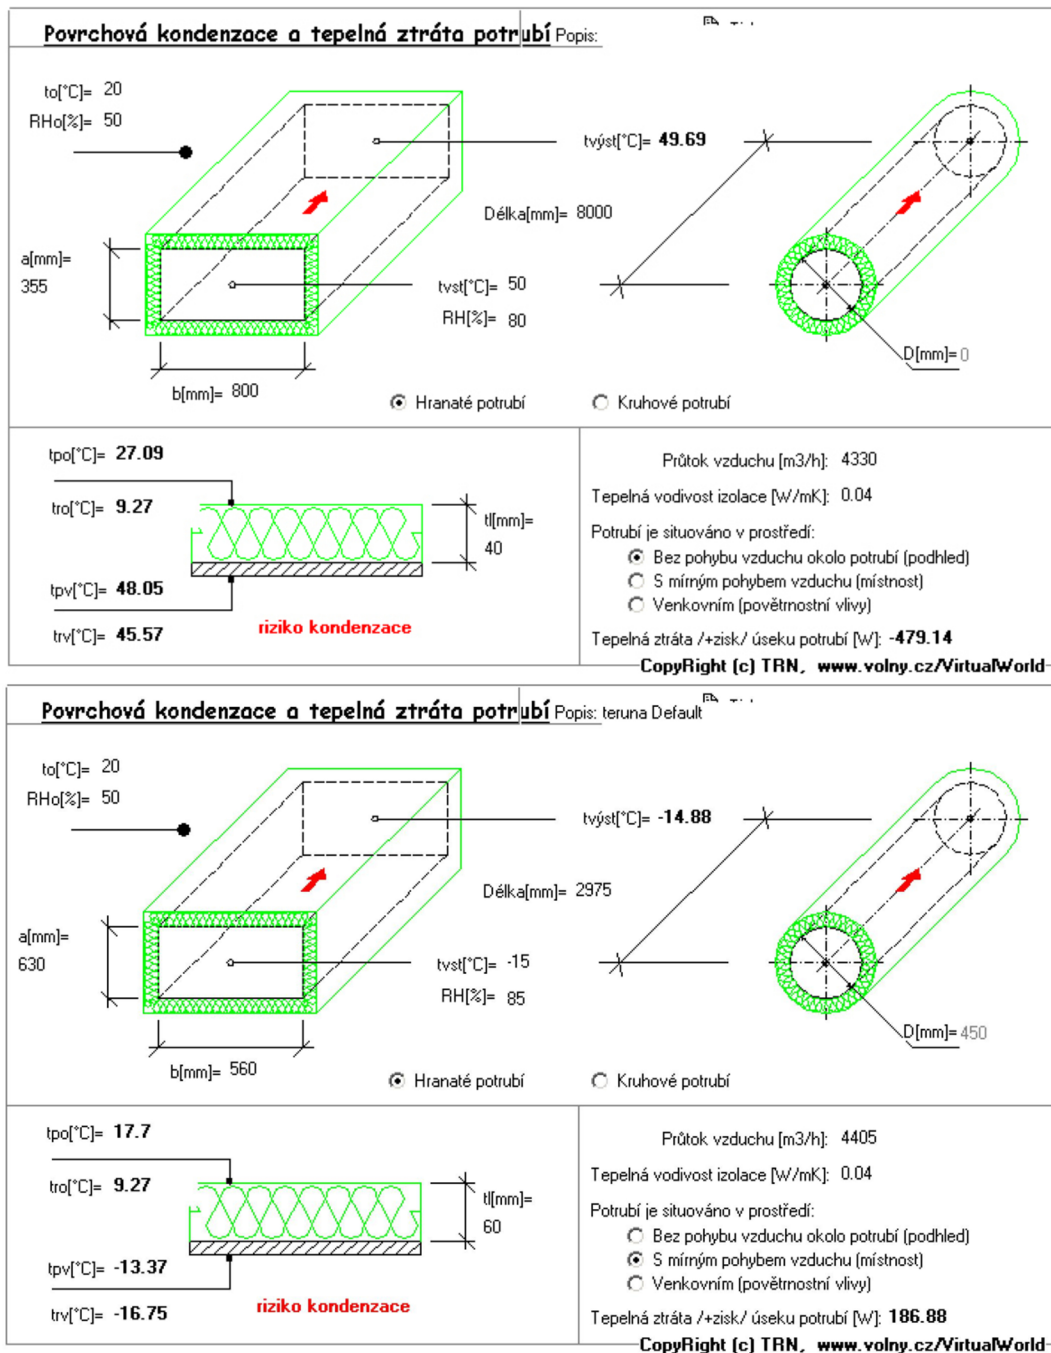 Povrchová kondenzace a tepelná ztráta potrubí Popis:
to[°C]= 20
RHo[%]= 50
tvýst[°C]= 49.69
Délka[mm]= 8000
a[mm]=
355
tvst[°C]= 50
RH[%]= 80
D[mm]= 0
b[mm]= 800
Hranaté potrubí
Kruhové potrubí
tpo[°C]= 27.09
tro[°C]= 9.27
tl[mm]=
40
tpv[°C]= 48.05
trv[°C]= 45.57
riziko kondenzace
Průtok vzduchu [m3/h]: 4330
Tepelná vodivost izolace [W/mK]: 0.04
Potrubí je situováno v prostředí:
Bez pohybu vzduchu okolo potrubí (podhled)
S mírným pohybem vzduchu (místnost)
Venkovním (povětrnostní vlivy)
Tepelná ztráta /+zisk/ úseku potrubí [W]: -479.14
CopyRight (c) TRN, www.volny.cz/VirtualWorld
Povrchová kondenzace a tepelná ztráta potrubí Popis: teruna Default
to[°C]= 20
RHo[%]= 50
tvýst[°C]= -14.88
Délka[mm]= 2975
a[mm]=
630
tvst[°C]= -15
RH[%]= 85
D[mm]= 450
b[mm]= 560
Hranaté potrubí
Kruhové potrubí
tpo[°C]= 17.7
tro[°C]= 9.27
tl[mm]=
60
tpv[°C]= -13.37
trv[°C]= -16.75
riziko kondenzace
Průtok vzduchu [m3/h]: 4405
Tepelná vodivost izolace [W/mK]: 0.04
Potrubí je situováno v prostředí:
Bez pohybu vzduchu okolo potrubí (podhled)
S mírným pohybem vzduchu (místnost)
Venkovním (povětrnostní vlivy)
Tepelná ztráta /+zisk/ úseku potrubí [W]: 186.88
CopyRight (c) TRN, www.volny.cz/VirtualWorld